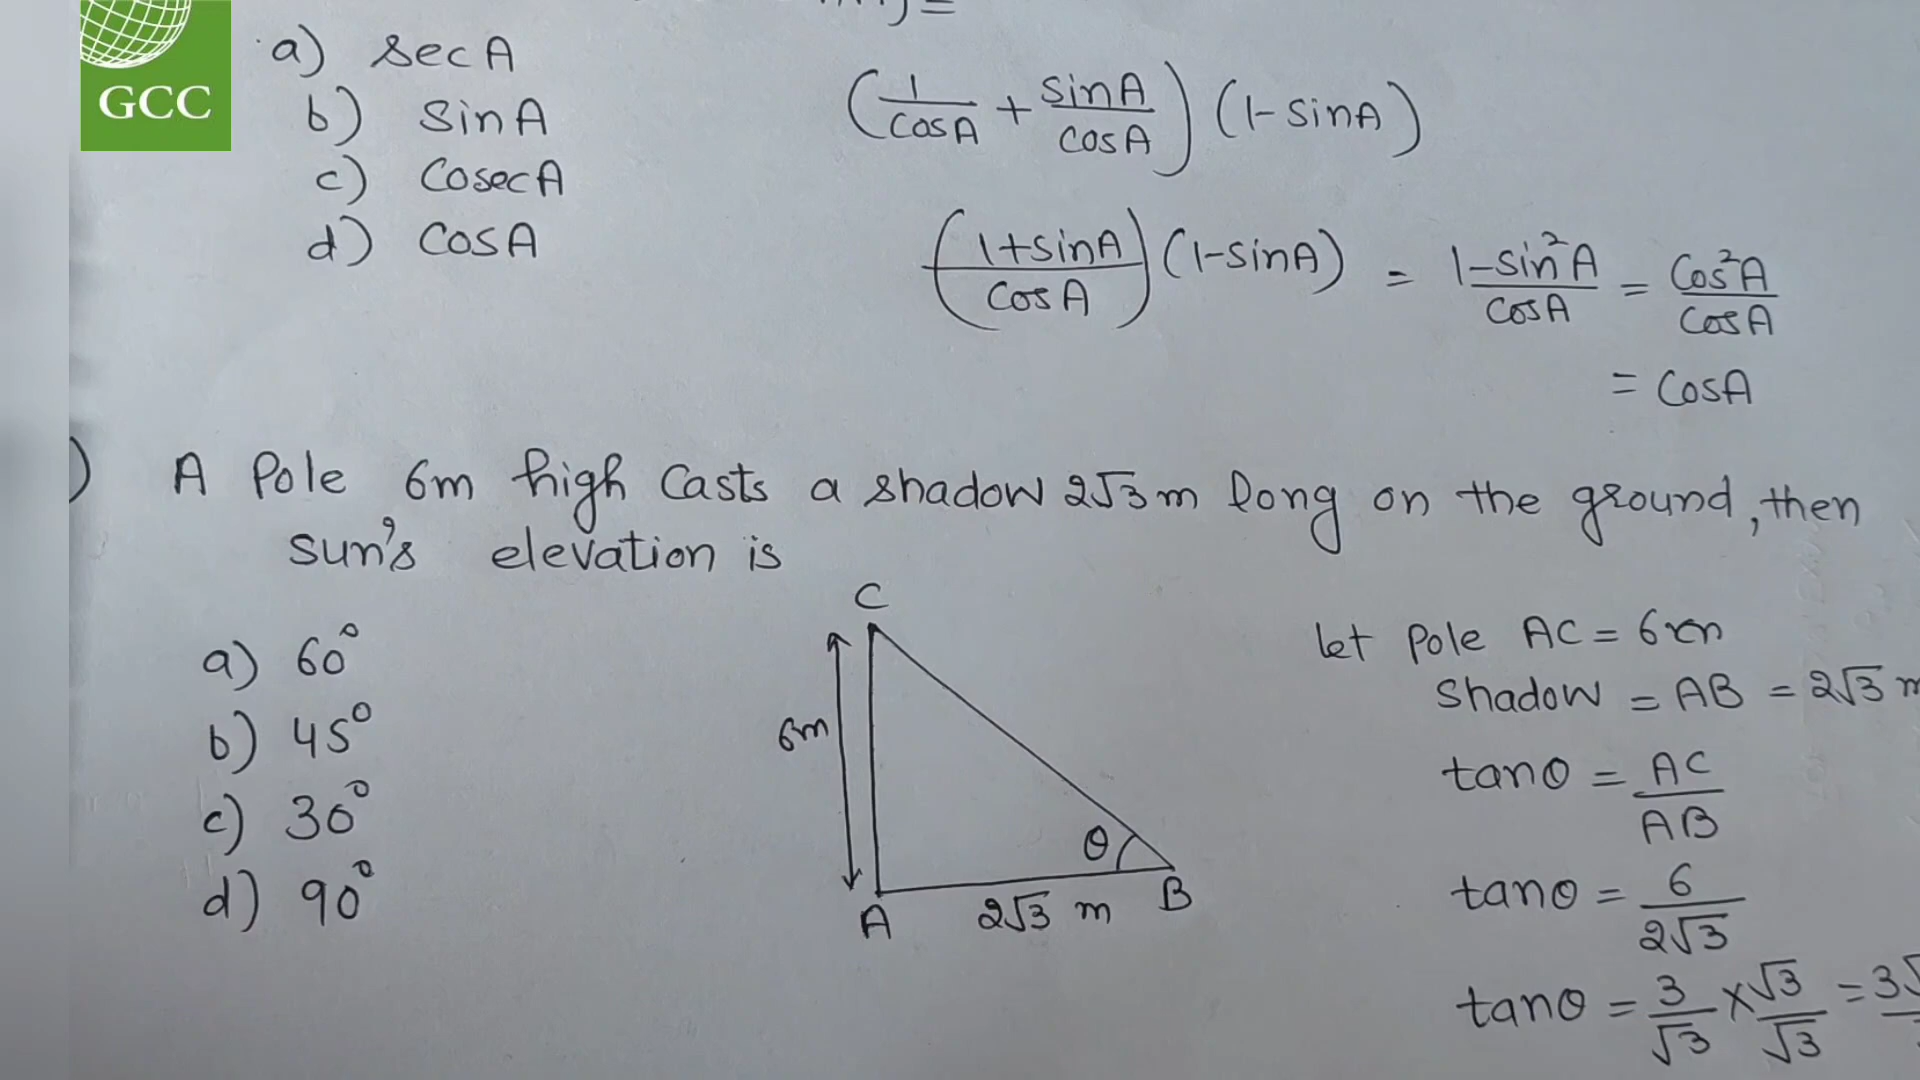 GCC
a) secA
b) sinA
c) cosecA
d) cosA
(1/cosA + sinA/cosA) (1-sinA)
((1+sinA)/cosA) (1-sinA) = (1-sin²A)/cosA = cos²A/cosA
= cosA
) A Pole 6m high casts a shadow 2√3 m long on the ground, then
sun's elevation is
a) 60°
b) 45°
c) 30°
d) 90°
C
6m
θ
A
2√3 m
B
let pole AC = 6m
shadow = AB = 2√3 m
tanθ = AC/AB
tanθ = 6/2√3
tanθ = 3/√3 × √3/√3 = 3√